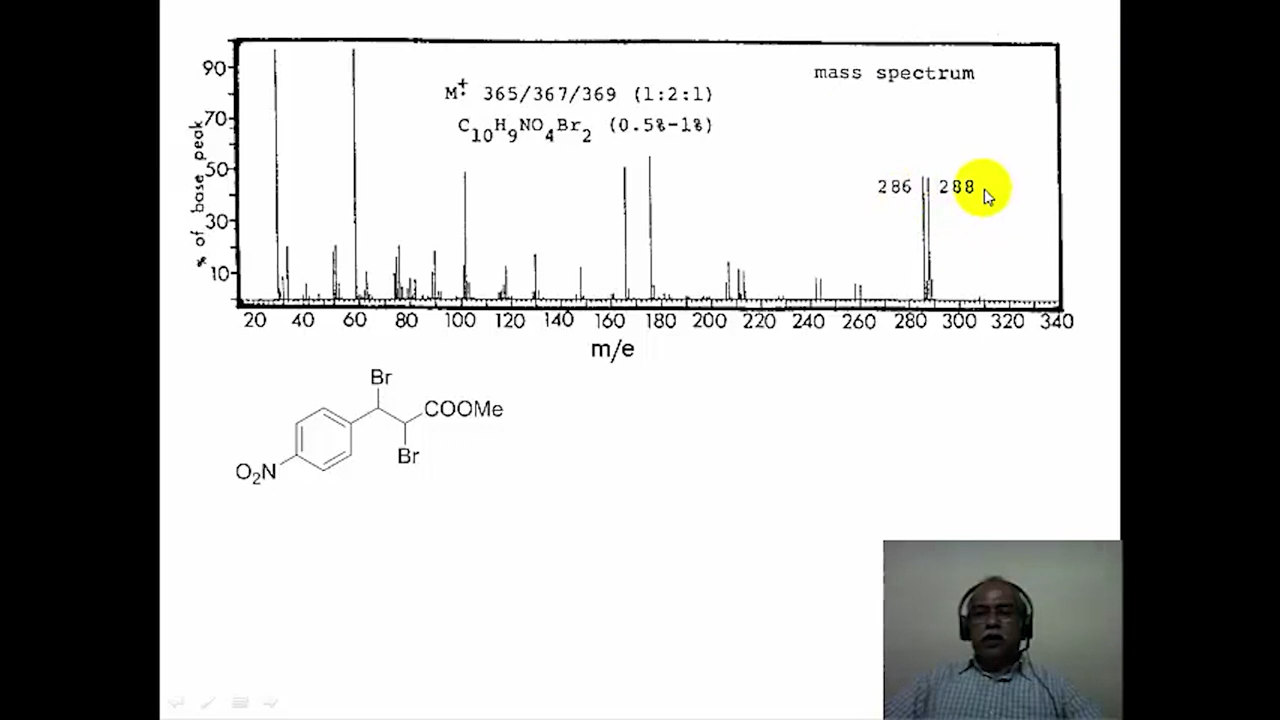 mass spectrum
M⁺· 365/367/369 (1:2:1)
C10H9NO4Br2 (0.5%-1%)
% of base peak
90
70
50
30
10
286 288
20 40 60 80 100 120 140 160 180 200 220 240 260 280 300 320 340
m/e
Br
COOMe
Br
O2N